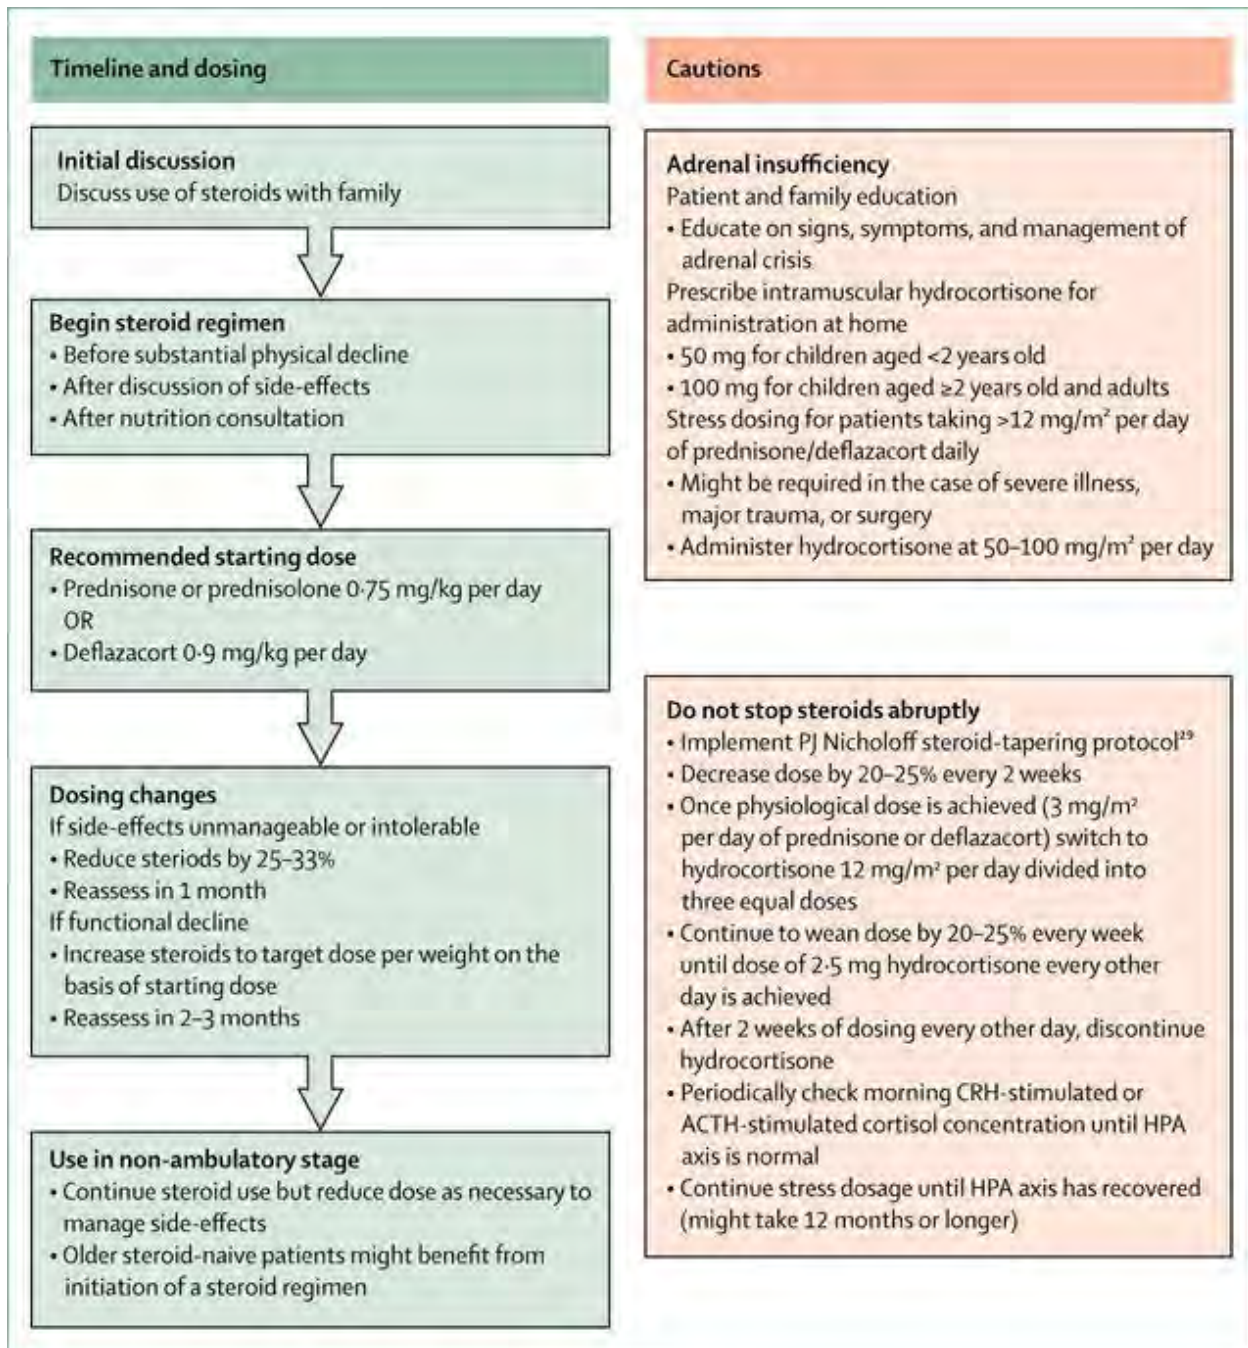 Timeline and dosing
Initial discussion
Discuss use of steroids with family
Begin steroid regimen
• Before substantial physical decline
• After discussion of side-effects
• After nutrition consultation
Recommended starting dose
• Prednisone or prednisolone 0·75 mg/kg per day
OR
• Deflazacort 0·9 mg/kg per day
Dosing changes
If side-effects unmanageable or intolerable
• Reduce steriods by 25–33%
• Reassess in 1 month
If functional decline
• Increase steroids to target dose per weight on the
basis of starting dose
• Reassess in 2–3 months
Use in non-ambulatory stage
• Continue steroid use but reduce dose as necessary to
manage side-effects
• Older steroid-naive patients might benefit from
initiation of a steroid regimen
Cautions
Adrenal insufficiency
Patient and family education
• Educate on signs, symptoms, and management of
adrenal crisis
Prescribe intramuscular hydrocortisone for
administration at home
• 50 mg for children aged <2 years old
• 100 mg for children aged ≥2 years old and adults
Stress dosing for patients taking >12 mg/m² per day
of prednisone/deflazacort daily
• Might be required in the case of severe illness,
major trauma, or surgery
• Administer hydrocortisone at 50–100 mg/m² per day
Do not stop steroids abruptly
• Implement PJ Nicholoff steroid-tapering protocol²⁹
• Decrease dose by 20–25% every 2 weeks
• Once physiological dose is achieved (3 mg/m²
per day of prednisone or deflazacort) switch to
hydrocortisone 12 mg/m² per day divided into
three equal doses
• Continue to wean dose by 20–25% every week
until dose of 2·5 mg hydrocortisone every other
day is achieved
• After 2 weeks of dosing every other day, discontinue
hydrocortisone
• Periodically check morning CRH-stimulated or
ACTH-stimulated cortisol concentration until HPA
axis is normal
• Continue stress dosage until HPA axis has recovered
(might take 12 months or longer)